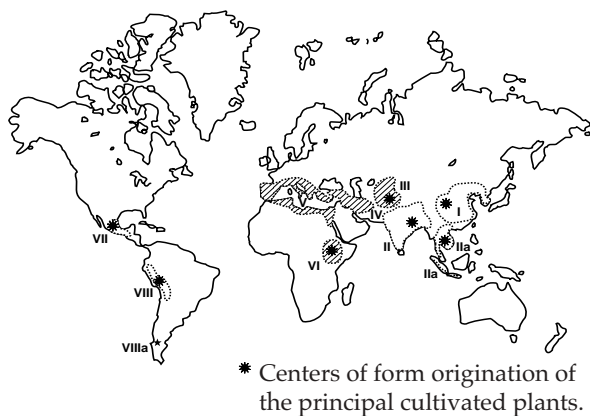 III
V
IV
I
VII
II
IIa
VI
IIa
VIII
VIIIa
* Centers of form origination of
the principal cultivated plants.